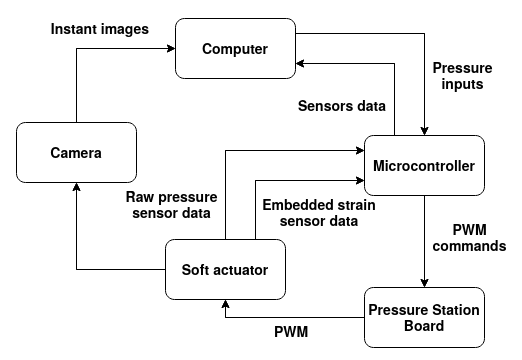 Instant images
Computer
Pressure
inputs
Sensors data
Camera
Microcontroller
Raw pressure
sensor data
Embedded strain
sensor data
PWM
commands
Soft actuator
Pressure Station
Board
PWM